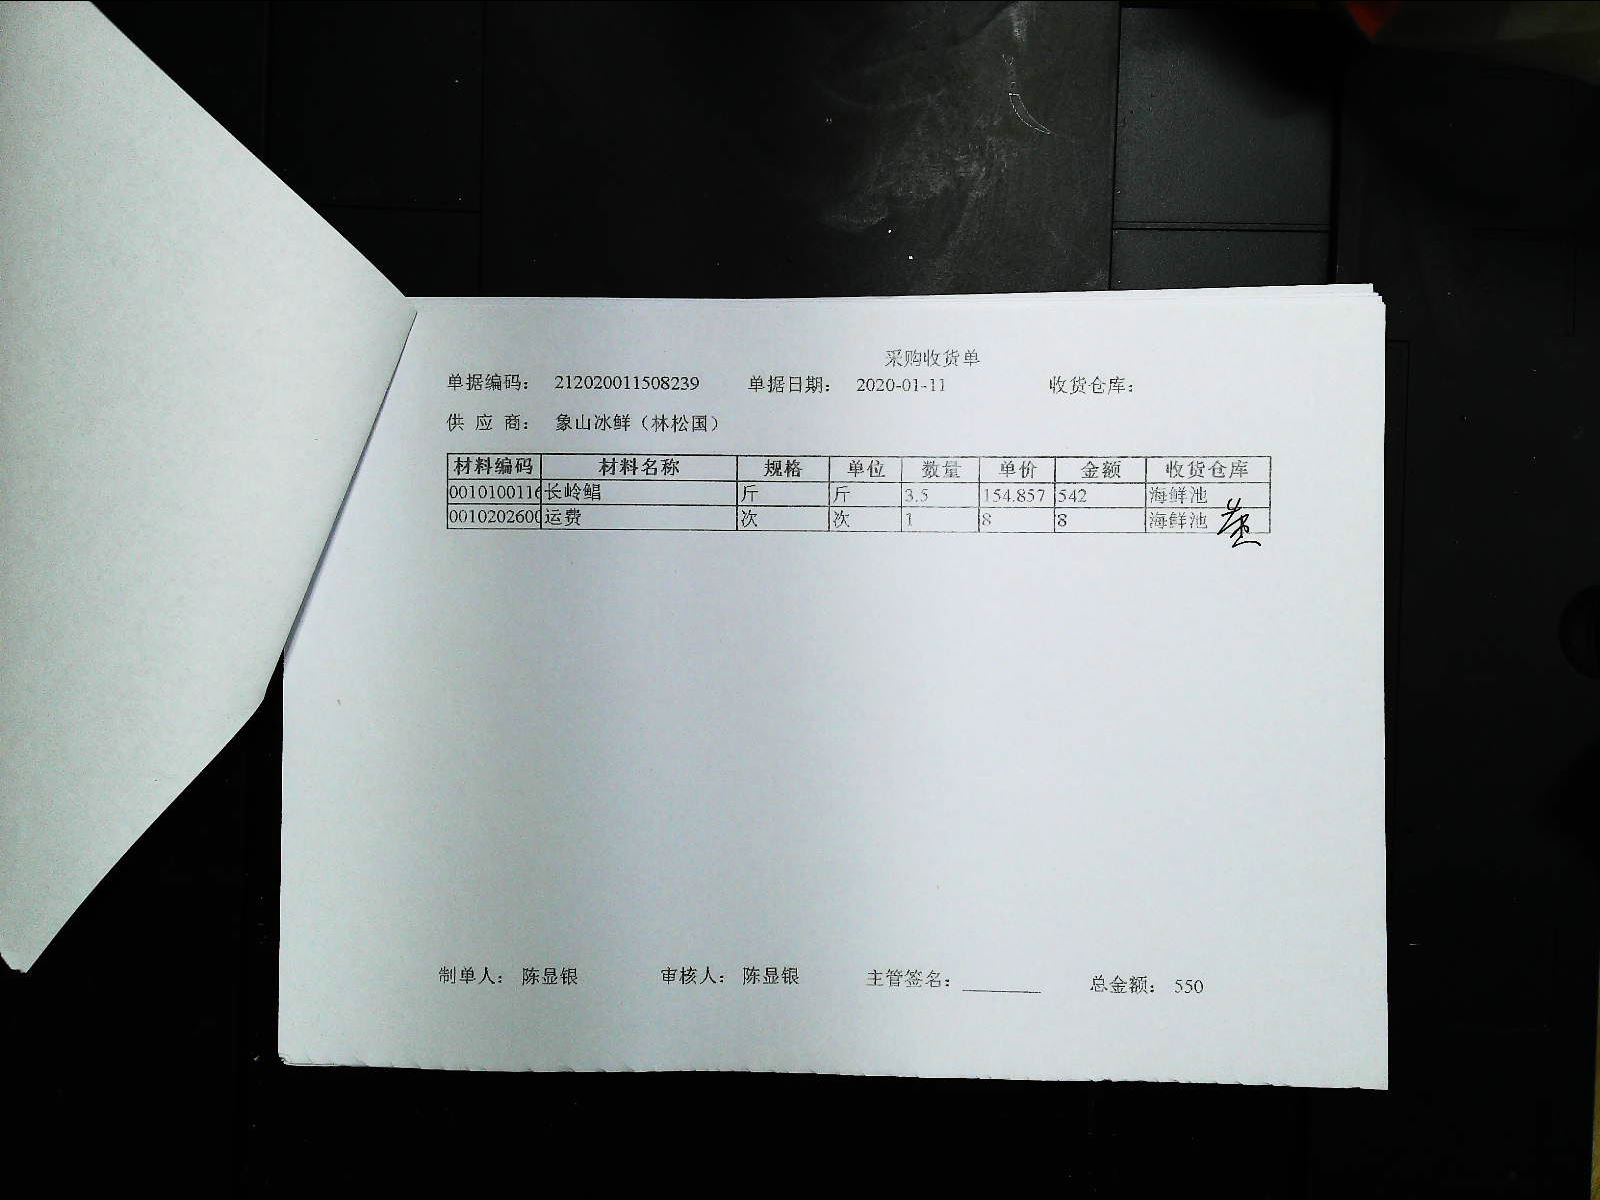 采购收货单
单据编码： 212020011508239 单据日期： 2020-01-11 收货仓库：
供 应 商： 象山冰鲜（林松国）
材料编码 材料名称 规格 单位 数量 单价 金额 收货仓库
0010100116 长岭鲳 斤 斤 3.5 154.857 542 海鲜池
0010202600 运费 次 次 1 8 8 海鲜池
制单人： 陈显银 审核人： 陈显银 主管签名： 总金额： 550